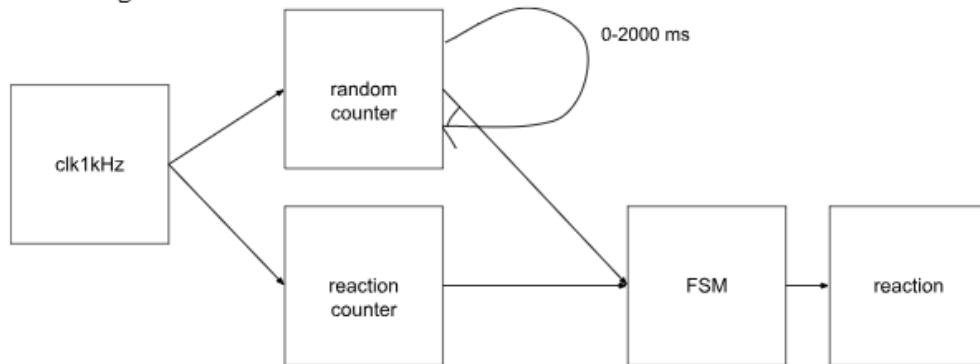 0-2000 ms
random
counter
clk1kHz
reaction
counter
FSM
reaction